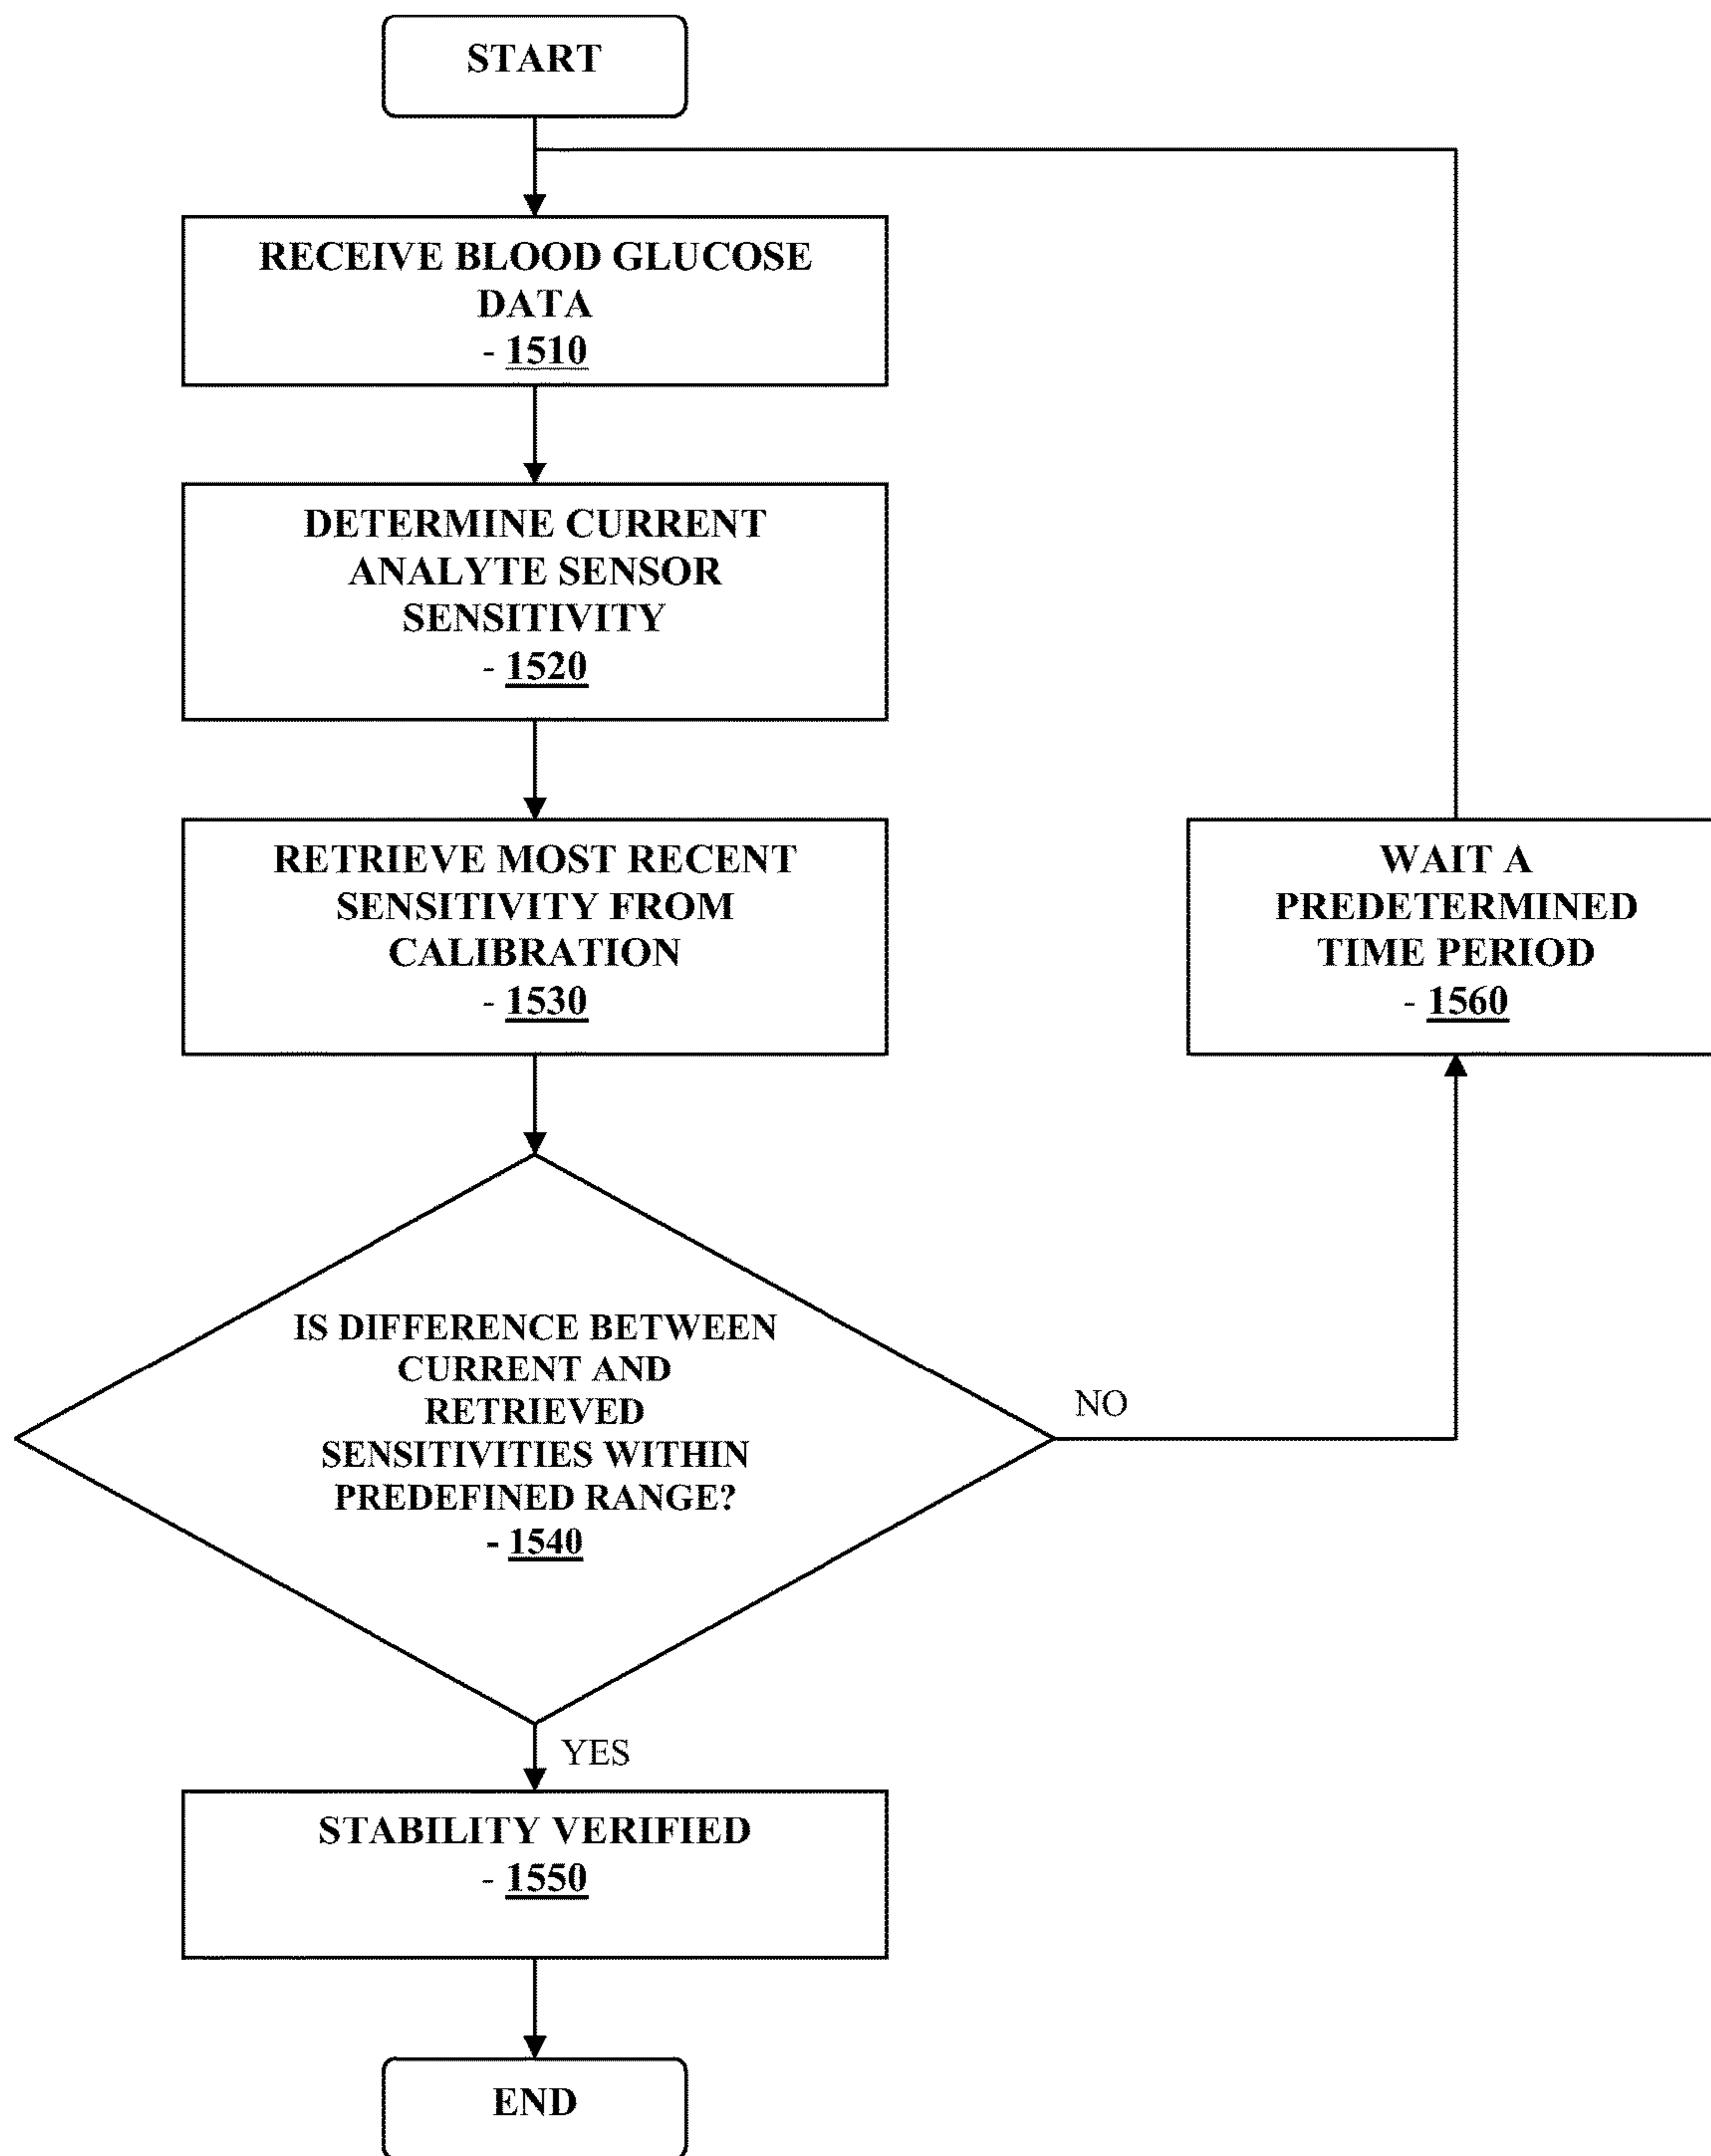 START
RECEIVE BLOOD GLUCOSE
DATA
- 1510
DETERMINE CURRENT
ANALYTE SENSOR
SENSITIVITY
- 1520
RETRIEVE MOST RECENT
SENSITIVITY FROM
CALIBRATION
- 1530
WAIT A
PREDETERMINED
TIME PERIOD
- 1560
IS DIFFERENCE BETWEEN
CURRENT AND
RETRIEVED
SENSITIVITIES WITHIN
PREDEFINED RANGE?
- 1540
NO
YES
STABILITY VERIFIED
- 1550
END